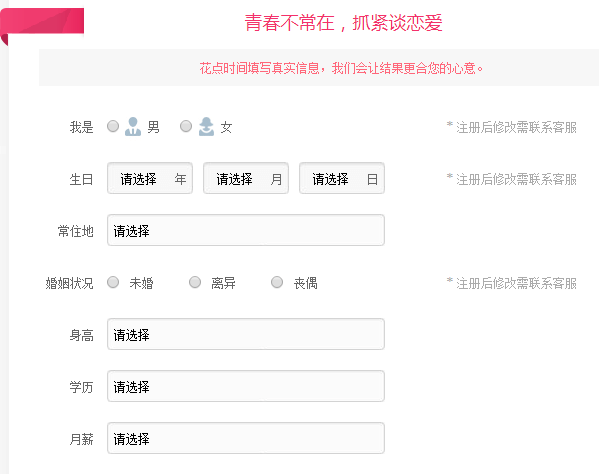 青春不常在，抓紧谈恋爱
花点时间填写真实信息，我们会让结果更合您的心意。
我是 男 女 * 注册后修改需联系客服
生日 请选择 年 请选择 月 请选择 日 * 注册后修改需联系客服
常住地 请选择
婚姻状况 未婚 离异 丧偶 * 注册后修改需联系客服
身高 请选择
学历 请选择
月薪 请选择